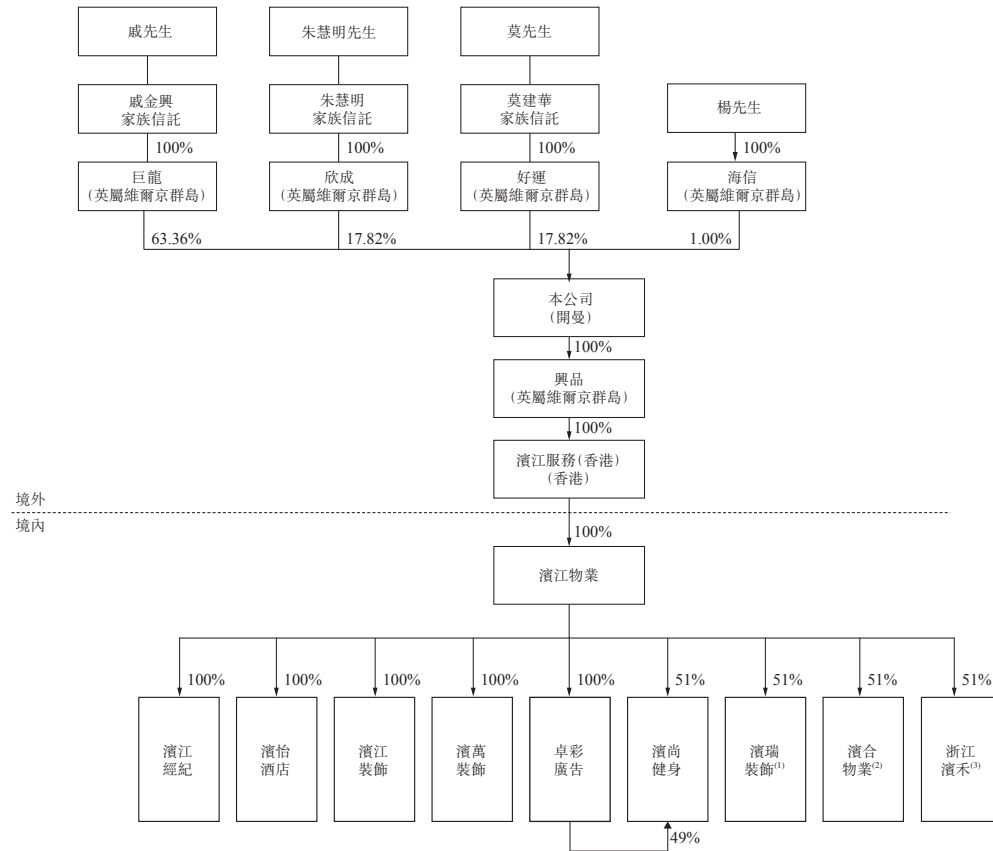 戚先生
朱慧明先生
莫先生
戚金興
家族信託
朱慧明
家族信託
莫建華
家族信託
楊先生
100%
100%
100%
100%
巨龍
(英屬維爾京群島)
欣成
(英屬維爾京群島)
好運
(英屬維爾京群島)
海信
(英屬維爾京群島)
63.36%
17.82%
17.82%
1.00%
本公司
(開曼)
100%
興品
(英屬維爾京群島)
100%
濱江服務(香港)
(香港)
境外
境內
100%
濱江物業
100%
100%
100%
100%
100%
51%
51%
51%
51%
濱江
經紀
濱怡
酒店
濱江
裝飾
濱萬
裝飾
卓彩
廣告
濱尚
健身
濱瑞
裝飾(1)
濱合
物業(2)
浙江
濱禾(3)
49%